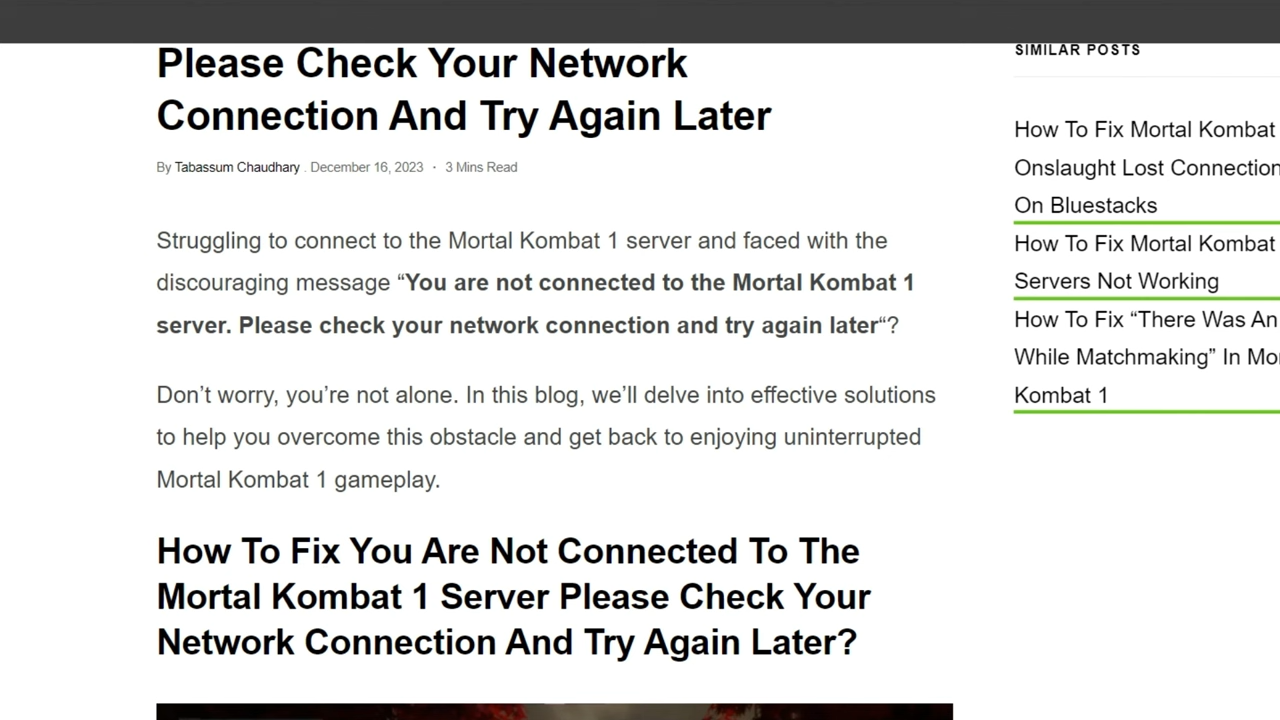 Please Check Your Network
Connection And Try Again Later
By Tabassum Chaudhary . December 16, 2023 · 3 Mins Read
Struggling to connect to the Mortal Kombat 1 server and faced with the
discouraging message “You are not connected to the Mortal Kombat 1
server. Please check your network connection and try again later“?
Don’t worry, you’re not alone. In this blog, we’ll delve into effective solutions
to help you overcome this obstacle and get back to enjoying uninterrupted
Mortal Kombat 1 gameplay.
How To Fix You Are Not Connected To The
Mortal Kombat 1 Server Please Check Your
Network Connection And Try Again Later?
SIMILAR POSTS
How To Fix Mortal Kombat
Onslaught Lost Connection
On Bluestacks
How To Fix Mortal Kombat
Servers Not Working
How To Fix “There Was An
While Matchmaking” In Mo
Kombat 1